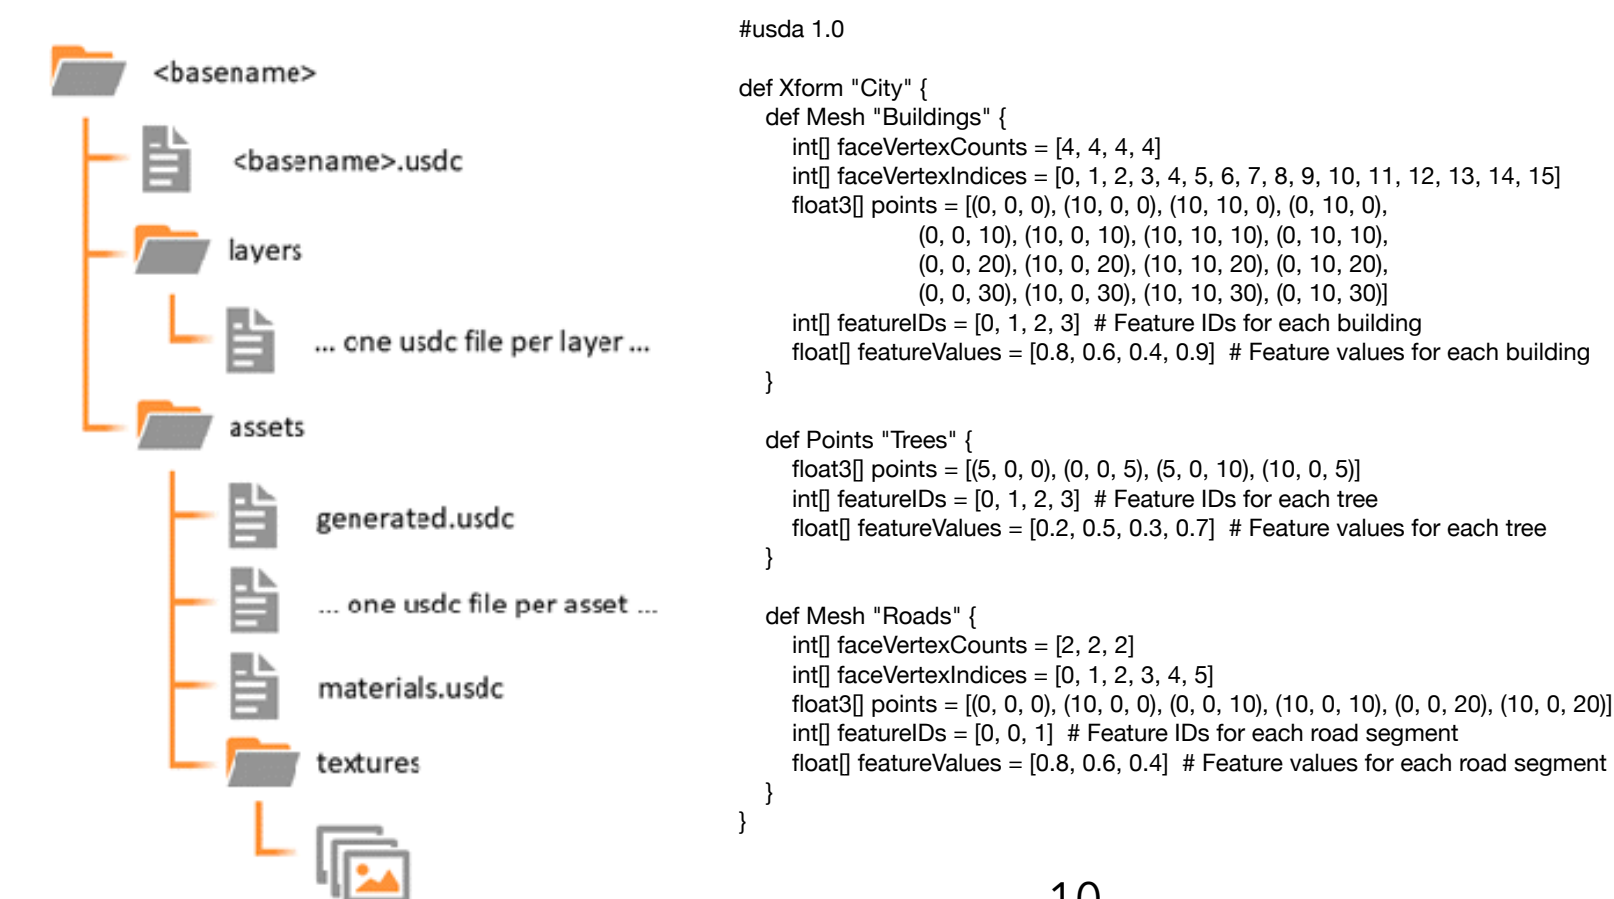 <basename>
<basename>.usdc
layers
... one usdc file per layer ...
assets
generated.usdc
... one usdc file per asset ...
materials.usdc
textures
#usda 1.0
def Xform "City" {
def Mesh "Buildings" {
int[] faceVertexCounts = [4, 4, 4, 4]
int[] faceVertexIndices = [0, 1, 2, 3, 4, 5, 6, 7, 8, 9, 10, 11, 12, 13, 14, 15]
float3[] points = [(0, 0, 0), (10, 0, 0), (10, 10, 0), (0, 10, 0),
(0, 0, 10), (10, 0, 10), (10, 10, 10), (0, 10, 10),
(0, 0, 20), (10, 0, 20), (10, 10, 20), (0, 10, 20),
(0, 0, 30), (10, 0, 30), (10, 10, 30), (0, 10, 30)]
int[] featureIDs = [0, 1, 2, 3]  # Feature IDs for each building
float[] featureValues = [0.8, 0.6, 0.4, 0.9]  # Feature values for each building
}
def Points "Trees" {
float3[] points = [(5, 0, 0), (0, 0, 5), (5, 0, 10), (10, 0, 5)]
int[] featureIDs = [0, 1, 2, 3]  # Feature IDs for each tree
float[] featureValues = [0.2, 0.5, 0.3, 0.7]  # Feature values for each tree
}
def Mesh "Roads" {
int[] faceVertexCounts = [2, 2, 2]
int[] faceVertexIndices = [0, 1, 2, 3, 4, 5]
float3[] points = [(0, 0, 0), (10, 0, 0), (0, 0, 10), (10, 0, 10), (0, 0, 20), (10, 0, 20)]
int[] featureIDs = [0, 0, 1]  # Feature IDs for each road segment
float[] featureValues = [0.8, 0.6, 0.4]  # Feature values for each road segment
}
}